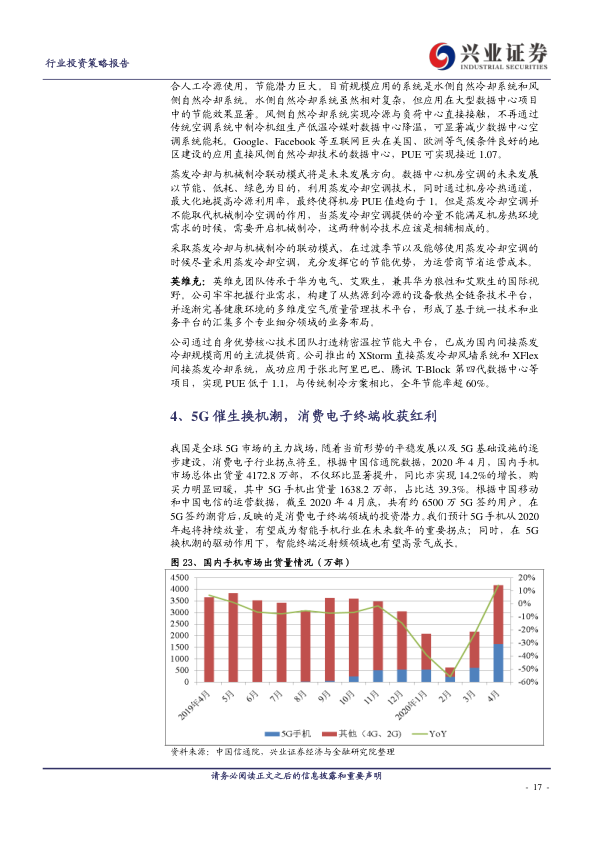 行业投资策略报告
兴业证券
INDUSTRIAL SECURITIES
合人工冷源使用，节能潜力巨大。目前规模应用的系统是水侧自然冷却系统和风
侧自然冷却系统。水侧自然冷却系统虽然相对复杂，但应用在大型数据中心项目
中的节能效果显著。风侧自然冷却系统实现冷源与负荷中心直接接触，不再通过
传统空调系统中制冷机组生产低温冷媒对数据中心降温，可显著减少数据中心空
调系统能耗。Google、Facebook 等互联网巨头在美国、欧洲等气候条件良好的地
区建设的应用直接风侧自然冷却技术的数据中心，PUE 可实现接近 1.07。
蒸发冷却与机械制冷联动模式将是未来发展方向。数据中心机房空调的未来发展
以节能、低耗、绿色为目的，利用蒸发冷却空调技术，同时通过机房冷热通道，
最大化地提高冷源利用率，最终使得机房 PUE 值趋向于 1。但是蒸发冷却空调并
不能取代机械制冷空调的作用，当蒸发冷却空调提供的冷量不能满足机房热环境
需求的时候，需要开启机械制冷，这两种制冷技术应该是相辅相成的。
采取蒸发冷却与机械制冷的联动模式，在过渡季节以及能够使用蒸发冷却空调的
时候尽量采用蒸发冷却空调，充分发挥它的节能优势，为运营商节省运营成本。
英维克：英维克团队传承于华为电气、艾默生，兼具华为狼性和艾默生的国际视
野。公司牢牢把握行业需求，构建了从热源到冷源的设备散热全链条技术平台，
并逐渐完善健康环境的多维度空气质量管理技术平台，形成了基于统一技术和业
务平台的汇集多个专业细分领域的业务布局。
公司通过自身优势核心技术团队打造精密温控节能大平台，已成为国内间接蒸发
冷却规模商用的主流提供商。公司推出的 XStorm 直接蒸发冷却风墙系统和 XFlex
间接蒸发冷却系统，成功应用于张北阿里巴巴、腾讯 T-Block 第四代数据中心等
项目，实现 PUE 低于 1.1，与传统制冷方案相比，全年节能率超 60%。
4、5G 催生换机潮，消费电子终端收获红利
我国是全球 5G 市场的主力战场，随着当前形势的平稳发展以及 5G 基础设施的逐
步建设，消费电子行业拐点将至。根据中国信通院数据，2020 年 4 月，国内手机
市场总体出货量 4172.8 万部，不仅环比显著提升，同比亦实现 14.2%的增长，购
买力明显回暖，其中 5G 手机出货量 1638.2 万部，占比达 39.3%。根据中国移动
和中国电信的运营数据，截至 2020 年 4 月底，共有约 6500 万 5G 签约用户。在
5G签约潮背后，反映的是消费电子终端领域的投资潜力。我们预计5G手机从2020
年起将持续放量，有望成为智能手机行业在未来数年的重要拐点；同时，在 5G
换机潮的驱动作用下，智能终端泛射频领域也有望高景气成长。
图 23、国内手机市场出货量情况（万部）
4500 20%
4000 10%
3500 0%
3000 -10%
2500 -20%
2000 -30%
1500 -40%
1000 -50%
500
0 -60%
2019年4月 5月 6月 7月 8月 9月 10月 11月 12月 2020年1月 2月 3月 4月
5G手机 其他（4G、2G） YoY
资料来源：中国信通院，兴业证券经济与金融研究院整理
请务必阅读正文之后的信息披露和重要声明
- 17 -